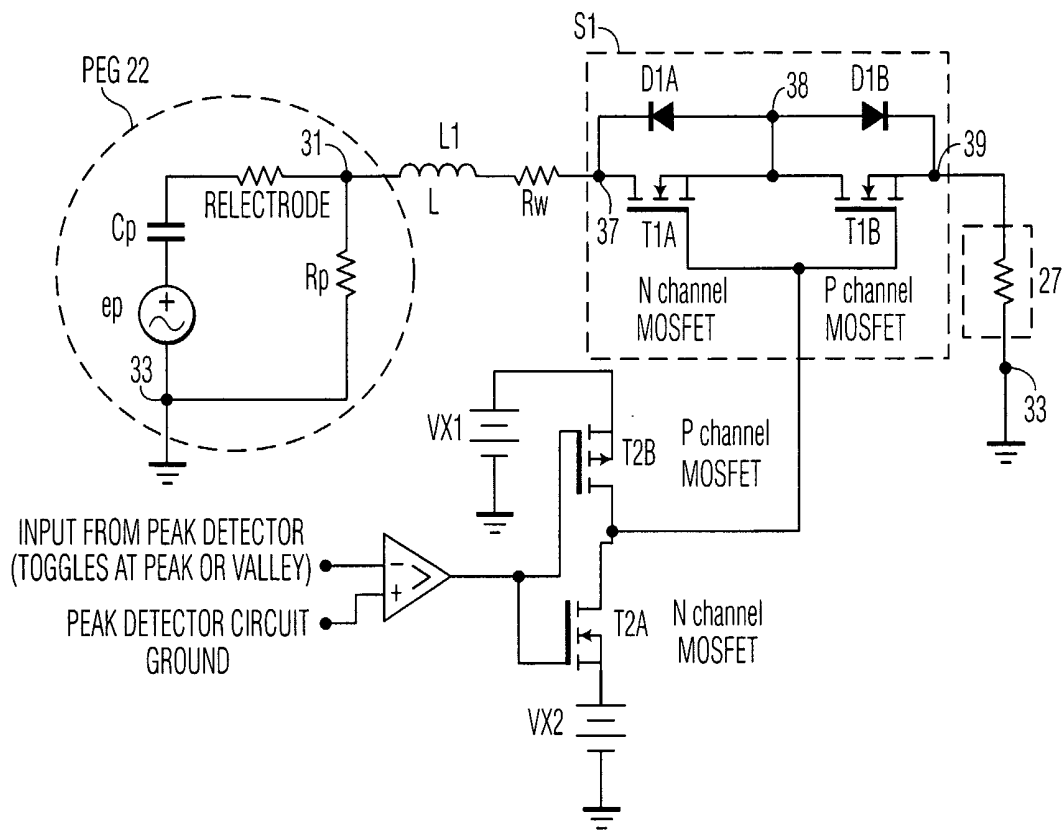 S1
PEG 22
D1A
38
D1B
31
L1
39
RELECTRODE
L
Rw
37
T1A
T1B
Cp
Rp
27
ep
N channel
MOSFET
P channel
MOSFET
33
33
VX1
T2B
P channel
MOSFET
INPUT FROM PEAK DETECTOR
(TOGGLES AT PEAK OR VALLEY)
PEAK DETECTOR CIRCUIT
GROUND
T2A
N channel
MOSFET
VX2